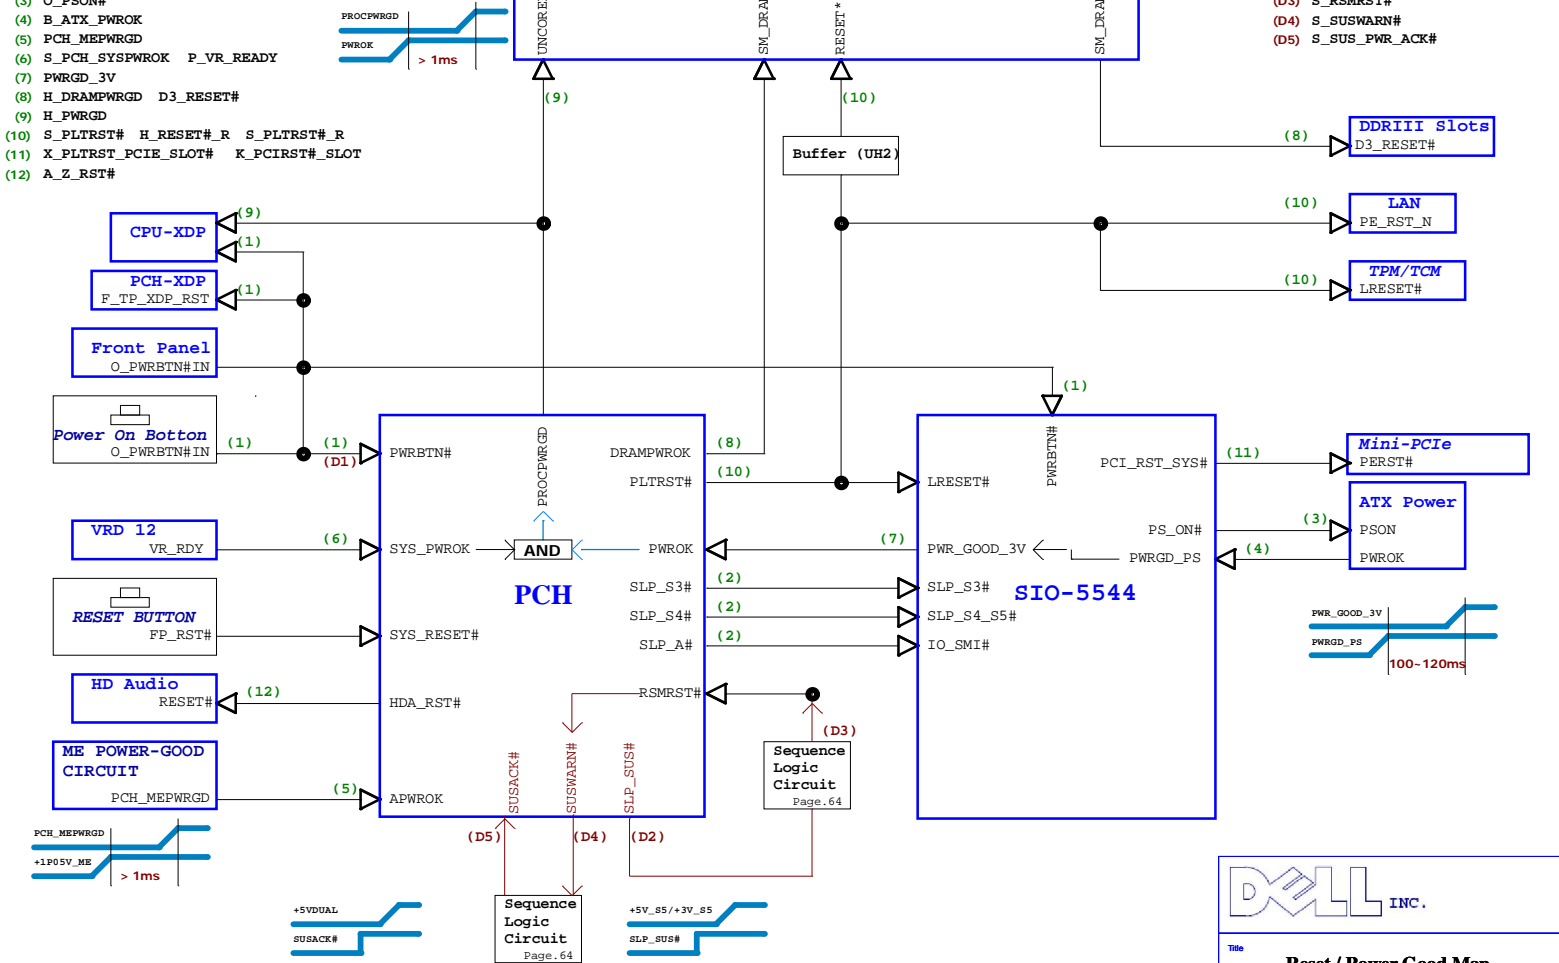 (3) O_PSON#
(4) B_ATX_PWROK
(5) PCH_MEPWRGD
(6) S_PCH_SYSPWROK P_VR_READY
(7) PWRGD_3V
(8) H_DRAMPWRGD D3_RESET#
(9) H_PWRGD
(10) S_PLTRST# H_RESET#_R S_PLTRST#_R
(11) X_PLTRST_PCIE_SLOT# K_PCIRST#_SLOT
(12) A_Z_RST#
PROCPWRGD
PWROK
> 1ms
RESET*
(D3) S_RSMRST#
(D4) S_SUSWARN#
(D5) S_SUS_PWR_ACK#
(9)
(10)
Buffer (UH2)
(8)
DDRIII Slots
D3_RESET#
(10)
LAN
PE_RST_N
(10)
TPM/TCM
LRESET#
CPU-XDP
(9)
(1)
PCH-XDP
F_TP_XDP_RST
(1)
Front Panel
O_PWRBTN#IN
(1)
Power On Botton
O_PWRBTN#IN
(1)
(1)
(D1)
PWRBTN#
PROCPWRGD
DRAMPWROK
(8)
PLTRST#
(10)
LRESET#
PWRBTN#
PCI_RST_SYS#
(11)
Mini-PCIe
PERST#
VRD 12
VR_RDY
(6)
SYS_PWROK
AND
PWROK
(7)
PWR_GOOD_3V
PS_ON#
PWRGD_PS
(3)
(4)
ATX Power
PSON
PWROK
PCH
SLP_S3#
(2)
SLP_S3#
SIO-5544
SLP_S4#
(2)
SLP_S4_S5#
SLP_A#
(2)
IO_SMI#
RESET BUTTON
FP_RST#
SYS_RESET#
PWR_GOOD_3V
PWRGD_PS
100~120ms
HD Audio
RESET#
(12)
HDA_RST#
RSMRST#
(D3)
Sequence
Logic
Circuit
Page.64
ME POWER-GOOD
CIRCUIT
PCH_MEPWRGD
(5)
APWROK
SUSACK#
SUSWARN#
SLP_SUS#
(D5)
(D4)
(D2)
PCH_MEPWRGD
+1P05V_ME
> 1ms
+5VDUAL
SUSACK#
Sequence
Logic
Circuit
Page.64
+5V_S5/+3V_S5
SLP_SUS#
DELL INC.
Title
Reset / Power Good Map